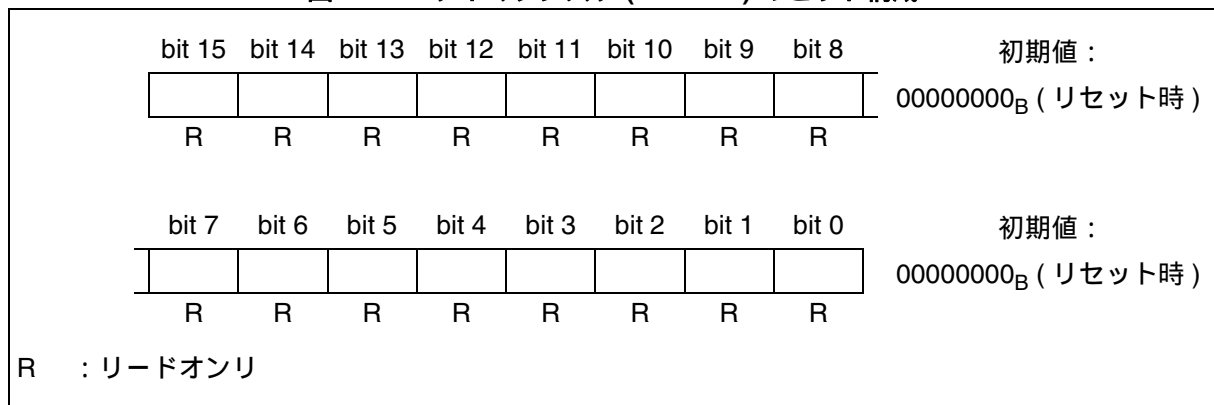 bit 15 bit 14 bit 13 bit 12 bit 11 bit 10 bit 9 bit 8 初期値：
00000000B ( リセット時 )
R R R R R R R R
bit 7 bit 6 bit 5 bit 4 bit 3 bit 2 bit 1 bit 0 初期値：
00000000B ( リセット時 )
R R R R R R R R
R ：リードオンリ